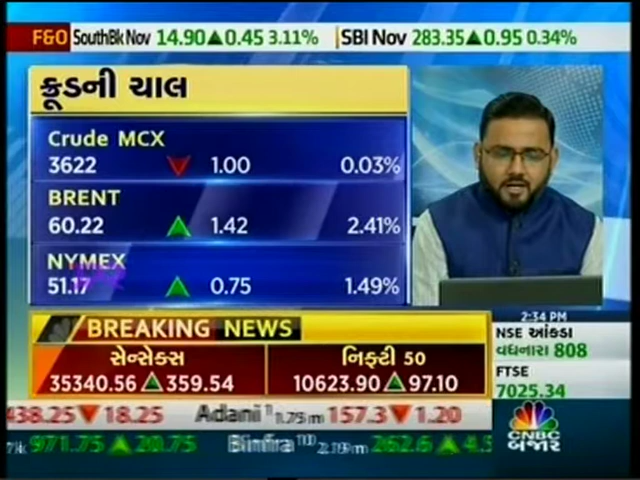 F&O SouthBk Nov 14.90 ▲ 0.45 3.11% SBI Nov 283.35 ▲ 0.95 0.34%
ક્રૂડની ચાલ
Crude MCX
3622 ▼ 1.00 0.03%
BRENT
60.22 ▲ 1.42 2.41%
NYMEX
51.17 ▲ 0.75 1.49%
BREAKING NEWS
સેન્સેક્સ
35340.56 ▲ 359.54
નિફ્ટી 50
10623.90 ▲ 97.10
2:34 PM
NSE આંકડા
વધનારા 808
FTSE
7025.34
438.25 ▼ 18.25 Adani 1.75m 157.3 ▼ 1.20
971.75 ▲ 20.75 262.6 ▲ 4.5
CNBC
બજાર